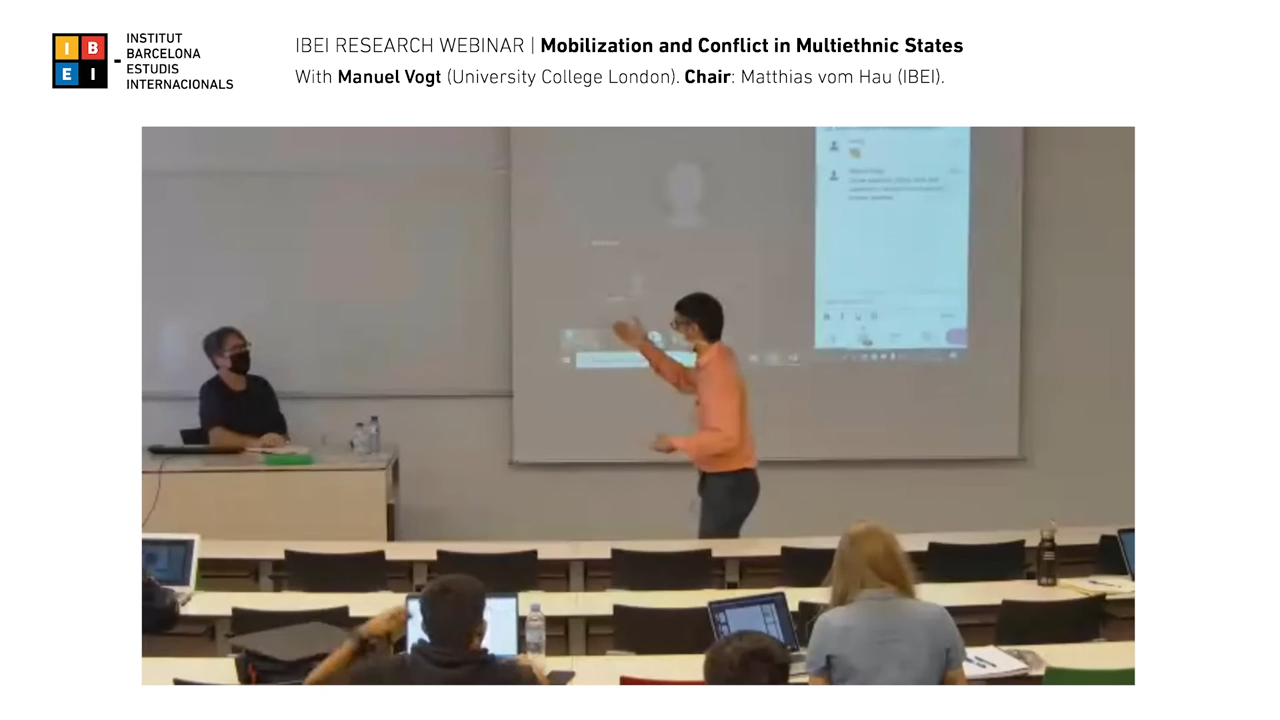 I B
E I
INSTITUT
BARCELONA
ESTUDIS
INTERNACIONALS
IBEI RESEARCH WEBINAR | Mobilization and Conflict in Multiethnic States
With Manuel Vogt (University College London). Chair: Matthias vom Hau (IBEI).